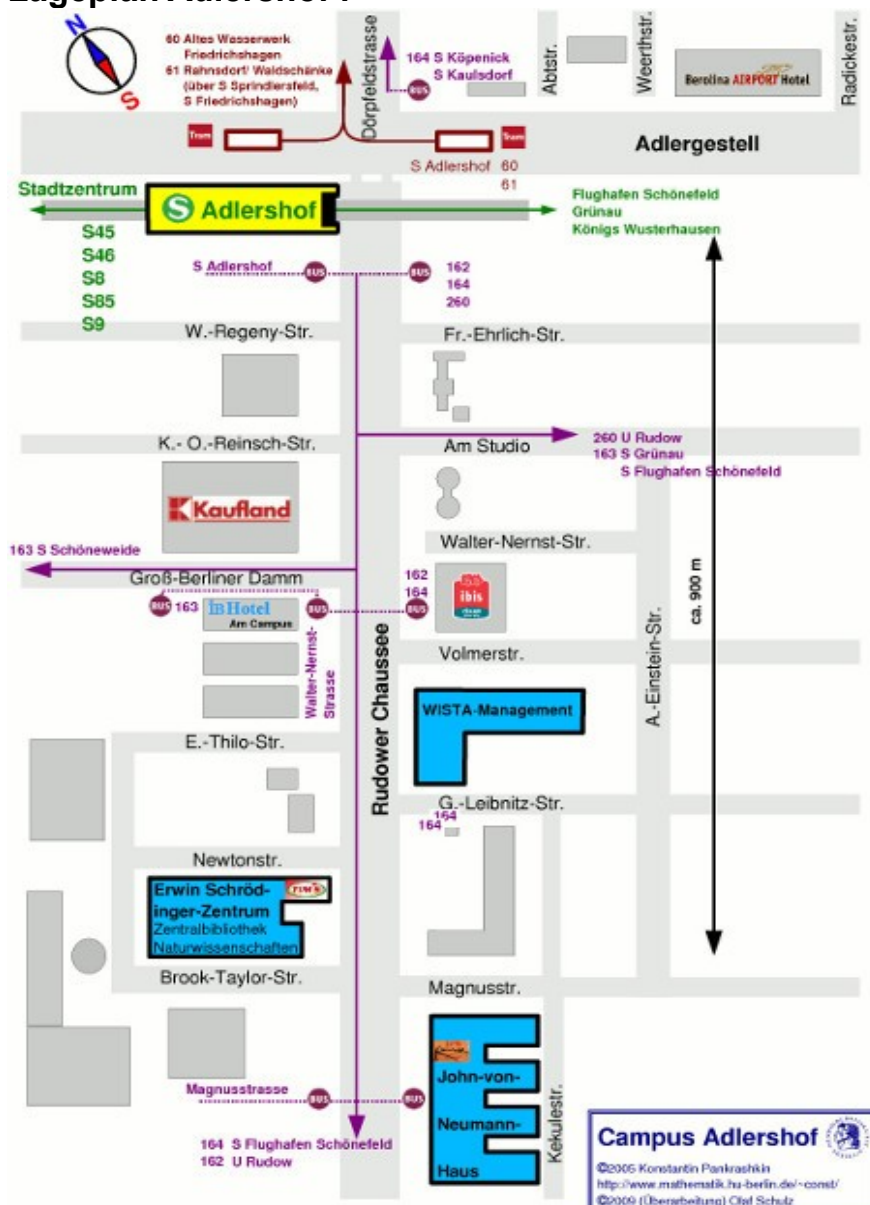 Lageplan Adlershof :
N
S
60 Altes Wasserwerk
Friedrichshagen
61 Rahnsdorf/ Waldschänke
(über S Sprindlersfeld,
S Friedrichshagen)
Dörpfeldstrasse
164 S Köpenick
S Kaulsdorf
BUS
Abtstr.
Weerthstr.
Berolina AIRPORT Hotel
Radickestr.
Tram
Tram
Adlergestell
S Adlershof 60
61
Stadtzentrum
S Adlershof
Flughafen Schönefeld
Grünau
Königs Wusterhausen
S45
S46
S8
S85
S9
S Adlershof
BUS
BUS
162
164
260
W.-Regeny-Str.
Fr.-Ehrlich-Str.
K.- O.-Reinsch-Str.
Am Studio
260 U Rudow
163 S Grünau
S Flughafen Schönefeld
Kaufland
Walter-Nernst-Str.
163 S Schöneweide
Groß-Berliner Damm
162
164
ibis
BUS
163
IBHotel
Am Campus
BUS
BUS
ca. 900 m
Walter-Nernst-
Strasse
Rudower Chaussee
Volmerstr.
A.-Einstein-Str.
WISTA-Management
E.-Thilo-Str.
G.-Leibnitz-Str.
164
164
Newtonstr.
Erwin Schröd-
inger-Zentrum
Zentralbibliothek
Naturwissenschaften
Brook-Taylor-Str.
Magnusstr.
Magnusstrasse
BUS
BUS
John-von-
Neumann-
Haus
Kekulestr.
164 S Flughafen Schönefeld
162 U Rudow
Campus Adlershof
©2005 Konstantin Pankrashkin
http://www.mathematik.hu-berlin.de/~const/
©2009 (Überarbeitung) Olaf Schulz